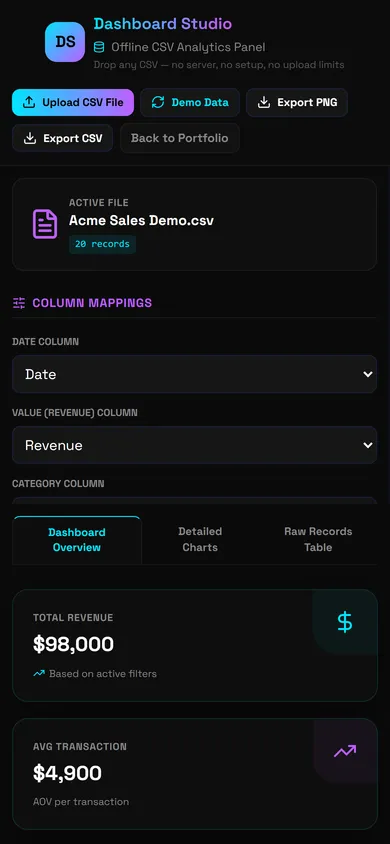 DS
Dashboard Studio
Offline CSV Analytics Panel
Drop any CSV — no server, no setup, no upload limits
Upload CSV File
Demo Data
Export PNG
Export CSV
Back to Portfolio
ACTIVE FILE
Acme Sales Demo.csv
20 records
COLUMN MAPPINGS
DATE COLUMN
Date
VALUE (REVENUE) COLUMN
Revenue
CATEGORY COLUMN
Dashboard
Overview
Detailed
Charts
Raw Records
Table
TOTAL REVENUE
$98,000
$
Based on active filters
AVG TRANSACTION
$4,900
AOV per transaction